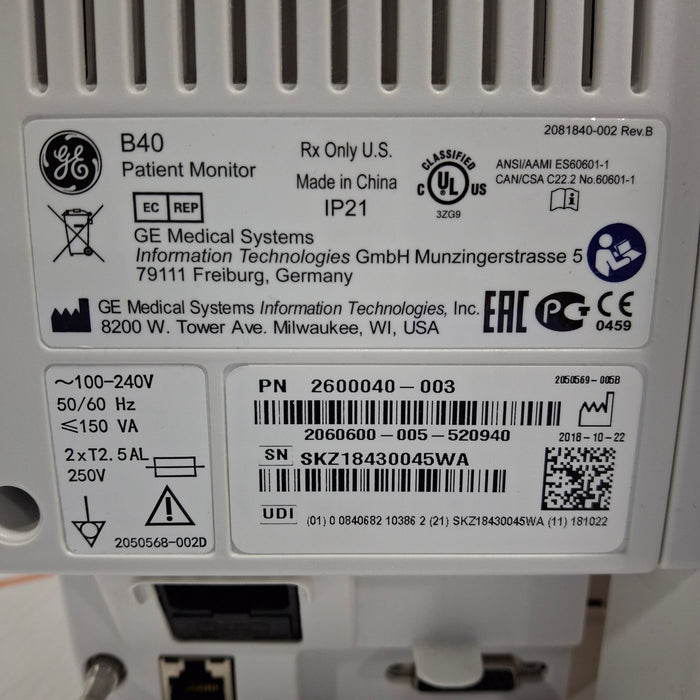 2081840-002 Rev.B
GE
B40
Patient Monitor
Rx Only U.S.
Made in China
IP21
CLASSIFIED
C UL US
3ZG9
ANSI/AAMI ES60601-1
CAN/CSA C22.2 No.60601-1
EC REP
GE Medical Systems
Information Technologies GmbH Munzingerstrasse 5
79111 Freiburg, Germany
GE Medical Systems Information Technologies, Inc.
8200 W. Tower Ave. Milwaukee, WI, USA
EAC
PG
CE
0459
~100-240V
50/60 Hz
≤150 VA
2xT2.5AL
250V
2050568-002D
PN 2600040-003
2050569-005B
2060600-005-520940
2018-10-22
SN SKZ18430045WA
UDI (01) 0 0840682 10386 2 (21) SKZ18430045WA (11) 181022